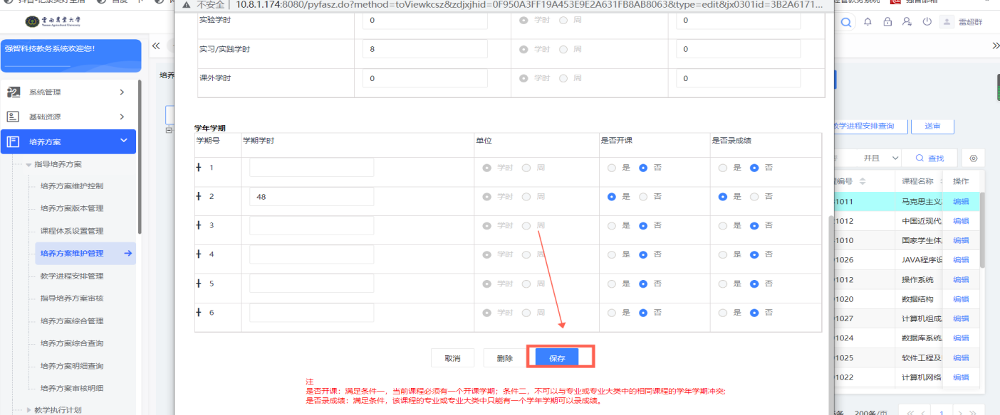 不安全 | 10.8.1.174:8080/pyfasz.do?method=toViewkcsz&zdjxjhid=0F950A3FF19A453E9E2A631FB8AB8063&type=edit&jx0301id=3B2A6171...
雲南農業大學
Yunnan Agricultural University
雷超群
强智科技教务系统欢迎您!
系统管理
基础资源
培养方案
指导培养方案
培养方案维护控制
培养方案版本管理
课程体系设置管理
培养方案维护管理
教学进程安排管理
指导培养方案审核
培养方案综合管理
培养方案综合查询
培养方案明细查询
培养方案审核明细
教学执行计划
培养
实验学时 0 学时 周 0
实习/实践学时 8 学时 周 0
课外学时 0 学时 周 0
学年学期
学期号 学期学时 单位 是否开课 是否录成绩
1 学时 周 是 否 是 否
2 48 学时 周 是 否 是 否
3 学时 周 是 否 是 否
4 学时 周 是 否 是 否
5 学时 周 是 否 是 否
6 学时 周 是 否 是 否
取消 删除 保存
注
是否开课：满足条件一，当前课程必须有一个开课学期；条件二，不可以与专业或专业大类中的相同课程的学年学期冲突;
是否录成绩：满足条件，该课程的专业或专业大类中只能有一个学年学期可以录成绩。
学进程安排查询 送审
并且 查找
编号 课程名称 操作
1011 马克思主义 编辑
1012 中国近现代 编辑
1010 国家学生体 编辑
1026 JAVA程序设 编辑
1012 操作系统 编辑
1020 数据结构 编辑
1027 计算机组成 编辑
1024 数据库系统 编辑
1025 软件工程及 编辑
1022 计算机网络 编辑
条 200条/页 1